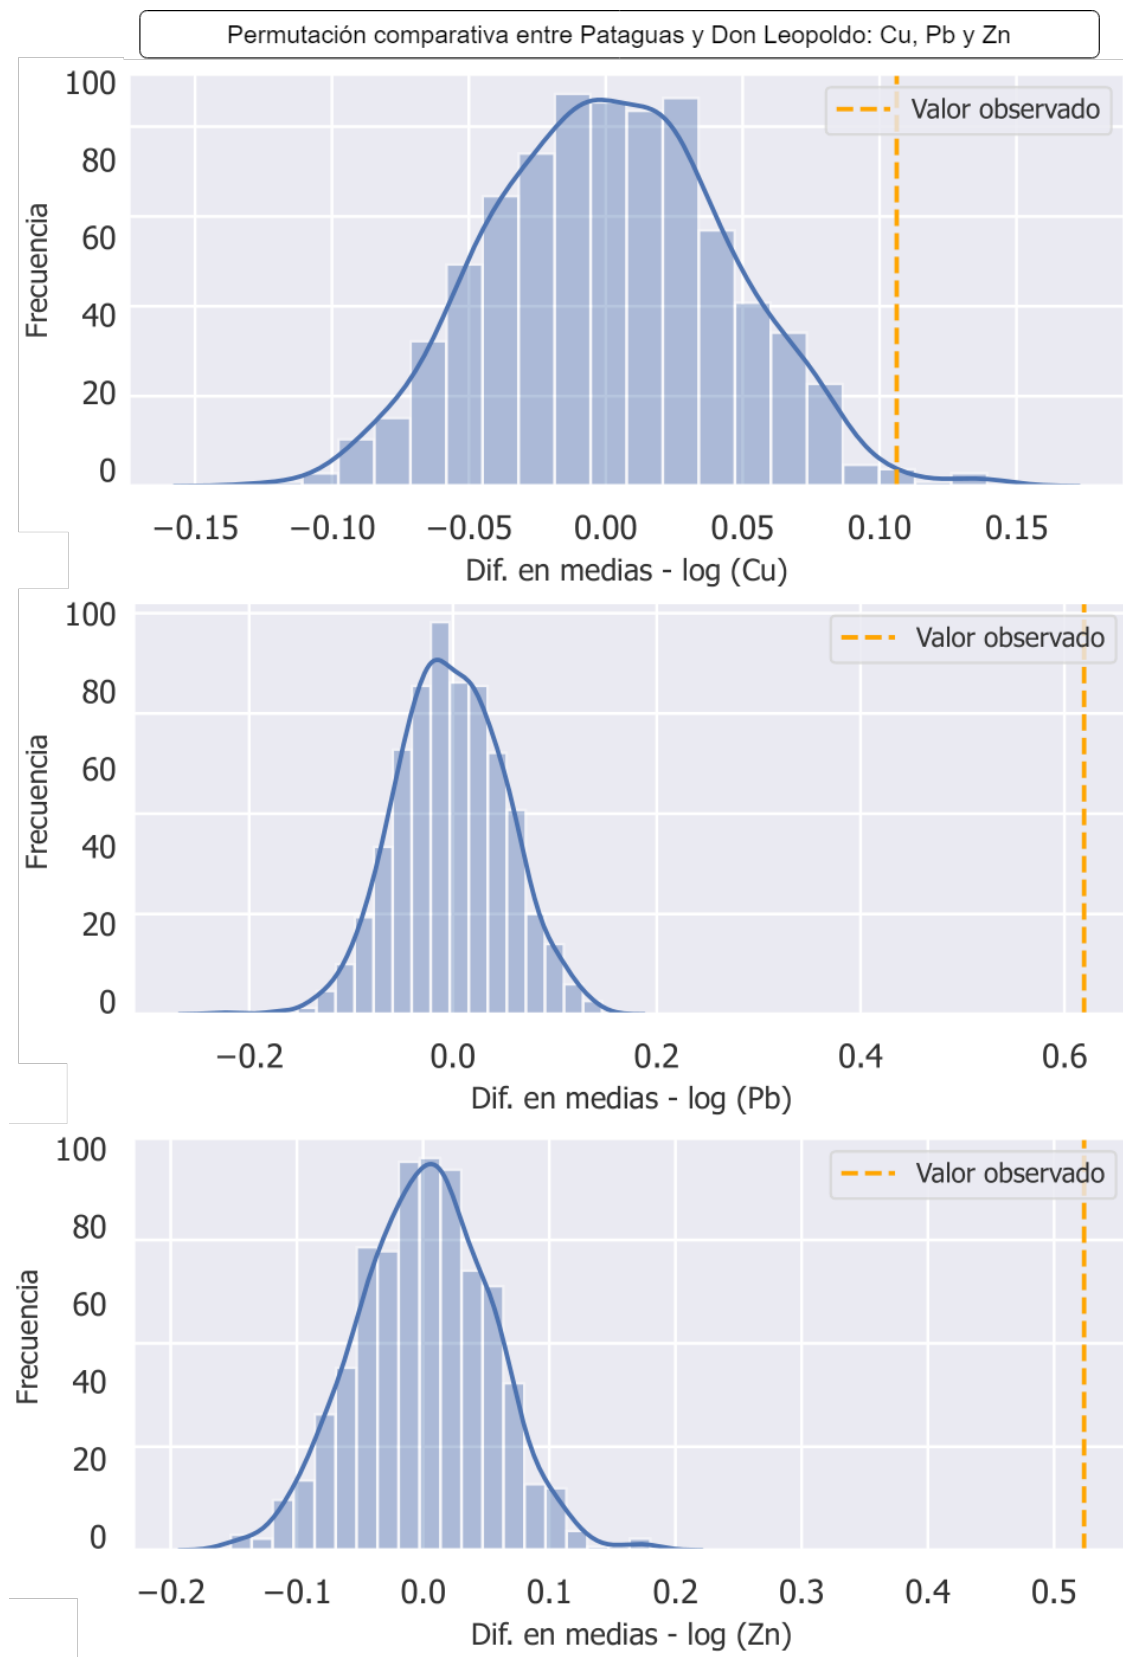 Permutación comparativa entre Pataguas y Don Leopoldo: Cu, Pb y Zn
Valor observado
Frecuencia
100
80
60
40
20
0
−0.15 −0.10 −0.05 0.00 0.05 0.10 0.15
Dif. en medias - log (Cu)
Valor observado
Frecuencia
100
80
60
40
20
0
−0.2 0.0 0.2 0.4 0.6
Dif. en medias - log (Pb)
Valor observado
Frecuencia
100
80
60
40
20
0
−0.2 −0.1 0.0 0.1 0.2 0.3 0.4 0.5
Dif. en medias - log (Zn)